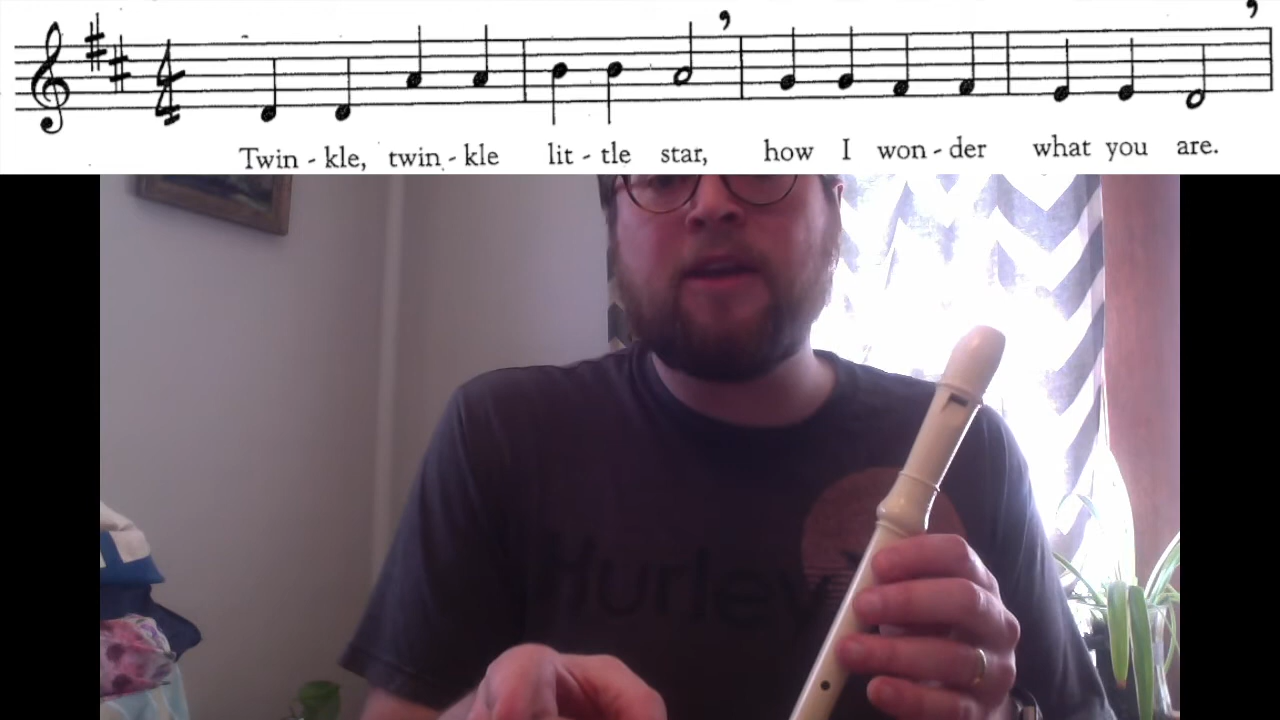 Twin - kle, twin - kle lit - tle star, how I won - der what you are.
Hurley